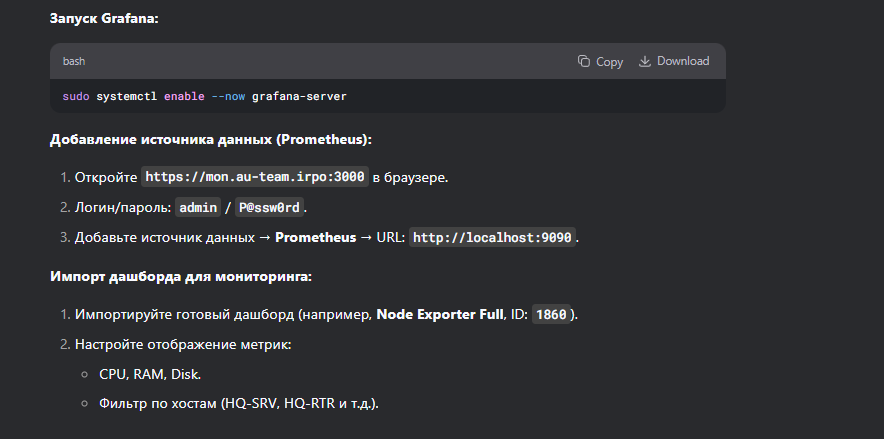 Запуск Grafana:
bash
Copy
Download
sudo systemctl enable --now grafana-server
Добавление источника данных (Prometheus):
1. Откройте https://mon.au-team.irpo:3000 в браузере.
2. Логин/пароль: admin / P@ssw0rd.
3. Добавьте источник данных → Prometheus → URL: http://localhost:9090.
Импорт дашборда для мониторинга:
1. Импортируйте готовый дашборд (например, Node Exporter Full, ID: 1860).
2. Настройте отображение метрик:
○ CPU, RAM, Disk.
○ Фильтр по хостам (HQ-SRV, HQ-RTR и т.д.).